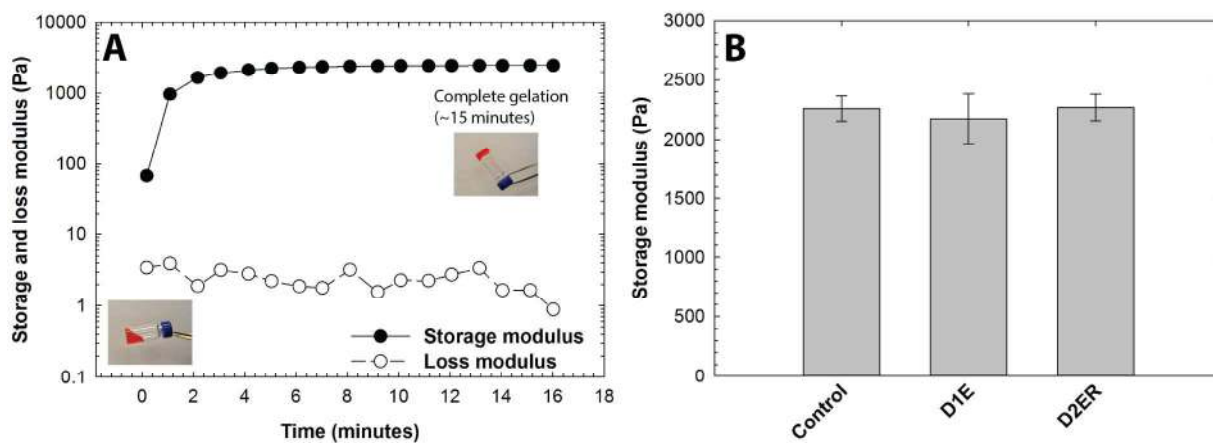 A
10000
1000
100
10
1
0.1
Storage and loss modulus (Pa)
Complete gelation
(~15 minutes)
Storage modulus
Loss modulus
0 2 4 6 8 10 12 14 16 18
Time (minutes)
B
3000
2500
2000
1500
1000
500
0
Storage modulus (Pa)
Control
D1E
D2ER